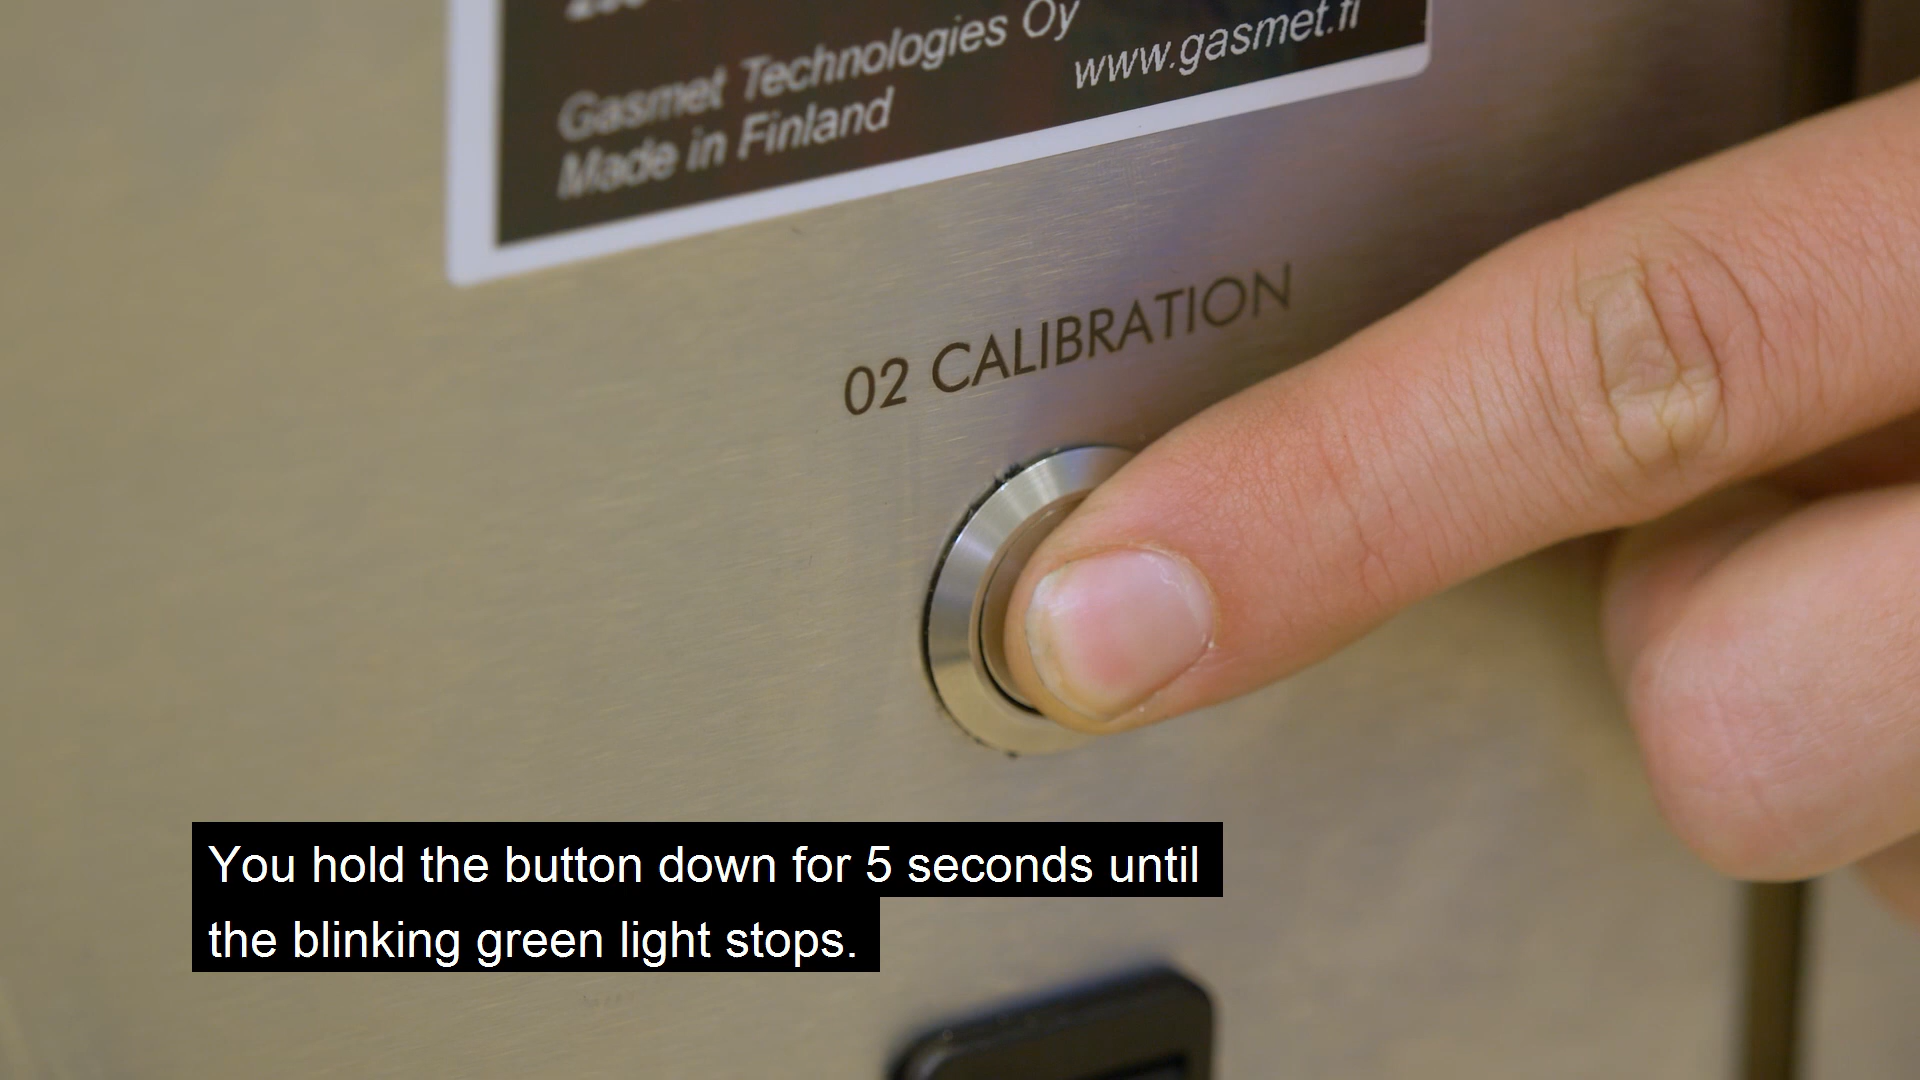 Gasmet Technologies Oy
www.gasmet.fi
Made in Finland
02 CALIBRATION
You hold the button down for 5 seconds until
the blinking green light stops.